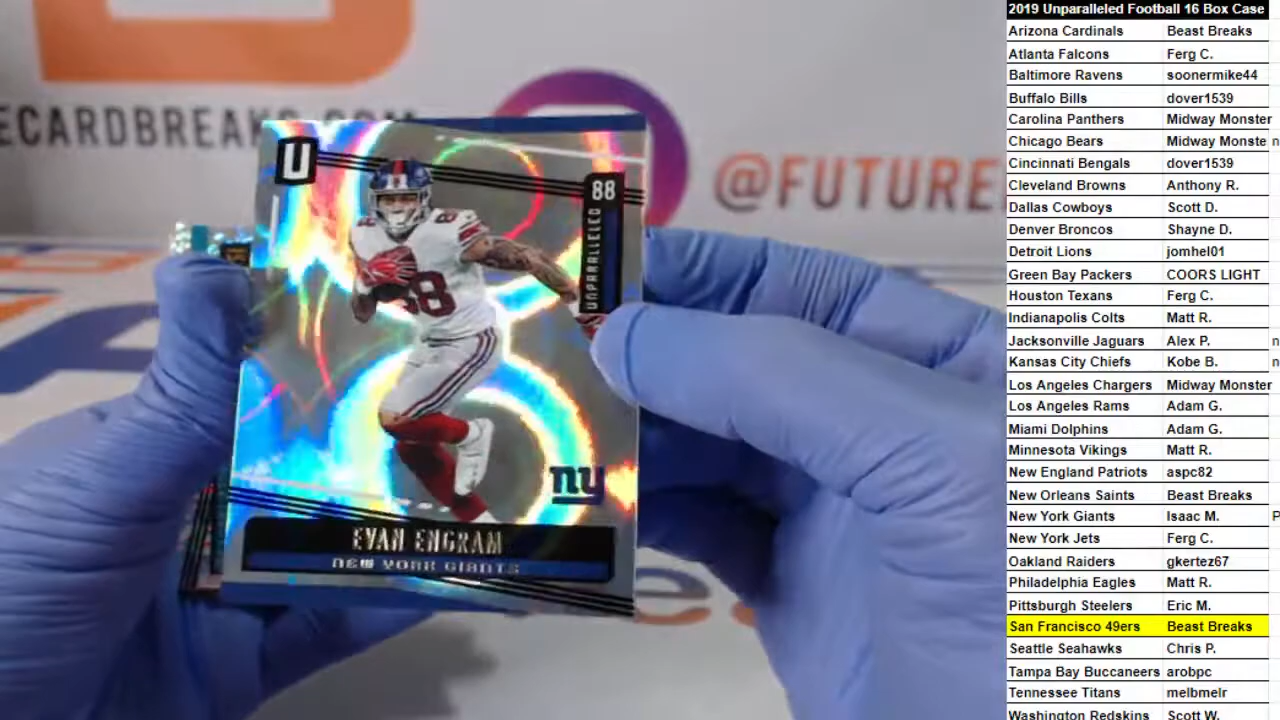 ECARDBREAKS.COM
@FUTURE
U
88
UNPARALLELED
88
ny
EVAN ENGRAM
NEW YORK GIANTS
2019 Unparalleled Football 16 Box Case
Arizona Cardinals Beast Breaks
Atlanta Falcons Ferg C.
Baltimore Ravens soonermike44
Buffalo Bills dover1539
Carolina Panthers Midway Monster
Chicago Bears Midway Monste n
Cincinnati Bengals dover1539
Cleveland Browns Anthony R.
Dallas Cowboys Scott D.
Denver Broncos Shayne D.
Detroit Lions jomhel01
Green Bay Packers COORS LIGHT
Houston Texans Ferg C.
Indianapolis Colts Matt R.
Jacksonville Jaguars Alex P. n
Kansas City Chiefs Kobe B. n
Los Angeles Chargers Midway Monster
Los Angeles Rams Adam G.
Miami Dolphins Adam G.
Minnesota Vikings Matt R.
New England Patriots aspc82
New Orleans Saints Beast Breaks
New York Giants Isaac M. P
New York Jets Ferg C.
Oakland Raiders gkertez67
Philadelphia Eagles Matt R.
Pittsburgh Steelers Eric M.
San Francisco 49ers Beast Breaks
Seattle Seahawks Chris P.
Tampa Bay Buccaneers arobpc
Tennessee Titans melbmelr
Washington Redskins Scott W.